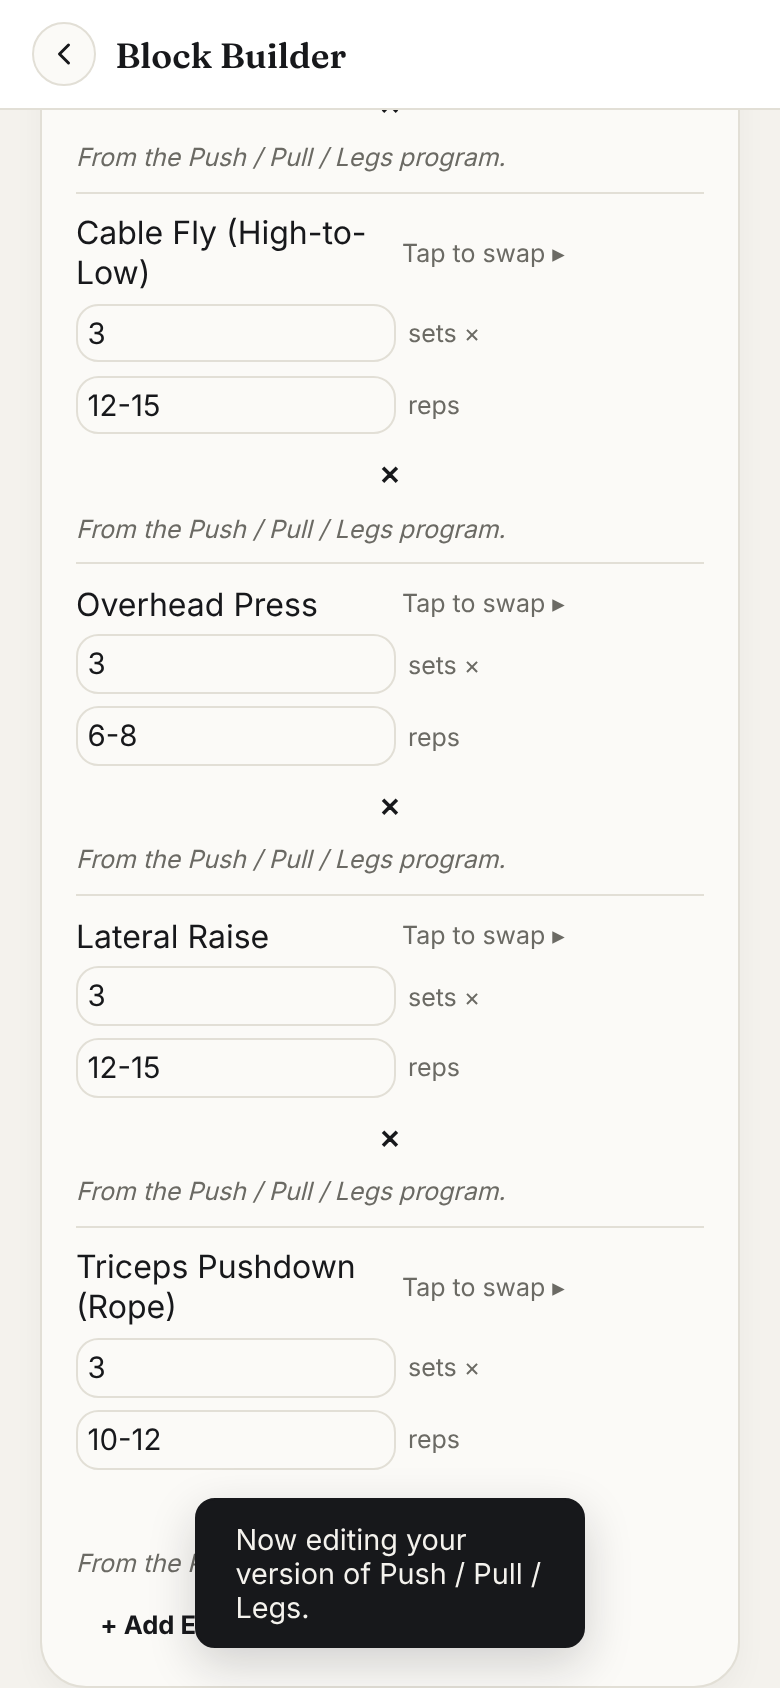 Block Builder
From the Push / Pull / Legs program.
Cable Fly (High-to-
Low)
Tap to swap ▸
3
sets ×
12-15
reps
×
From the Push / Pull / Legs program.
Overhead Press
Tap to swap ▸
3
sets ×
6-8
reps
×
From the Push / Pull / Legs program.
Lateral Raise
Tap to swap ▸
3
sets ×
12-15
reps
×
From the Push / Pull / Legs program.
Triceps Pushdown
(Rope)
Tap to swap ▸
3
sets ×
10-12
reps
From the
+ Add
Now editing your
version of Push / Pull /
Legs.